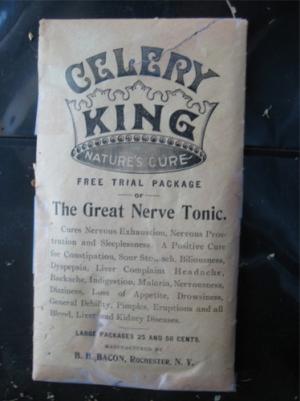 CELERY
KING
NATURE'S CURE
FREE TRIAL PACKAGE
OF
The Great Nerve Tonic.
Cures Nervous Exhaustion, Nervous Pros-
tration and Sleeplessness. A Positive Cure
for Constipation, Sour Stomach, Biliousness,
Dyspepsia, Liver Complaint Headache,
Backache, Indigestion, Malaria, Nervousness,
Dizziness, Loss of Appetite, Drowsiness,
General Debility, Pimples, Eruptions and all
Blood, Liver and Kidney Diseases.
LARGE PACKAGES 25 AND 50 CENTS.
MANUFACTURED BY
BACON, ROCHESTER, N. Y.